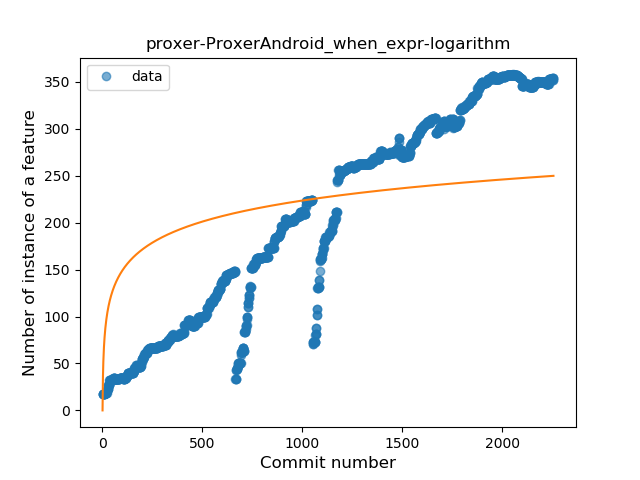 proxer-ProxerAndroid_when_expr-logarithm
data
Number of instance of a feature
350
300
250
200
150
100
50
0
0 500 1000 1500 2000
Commit number